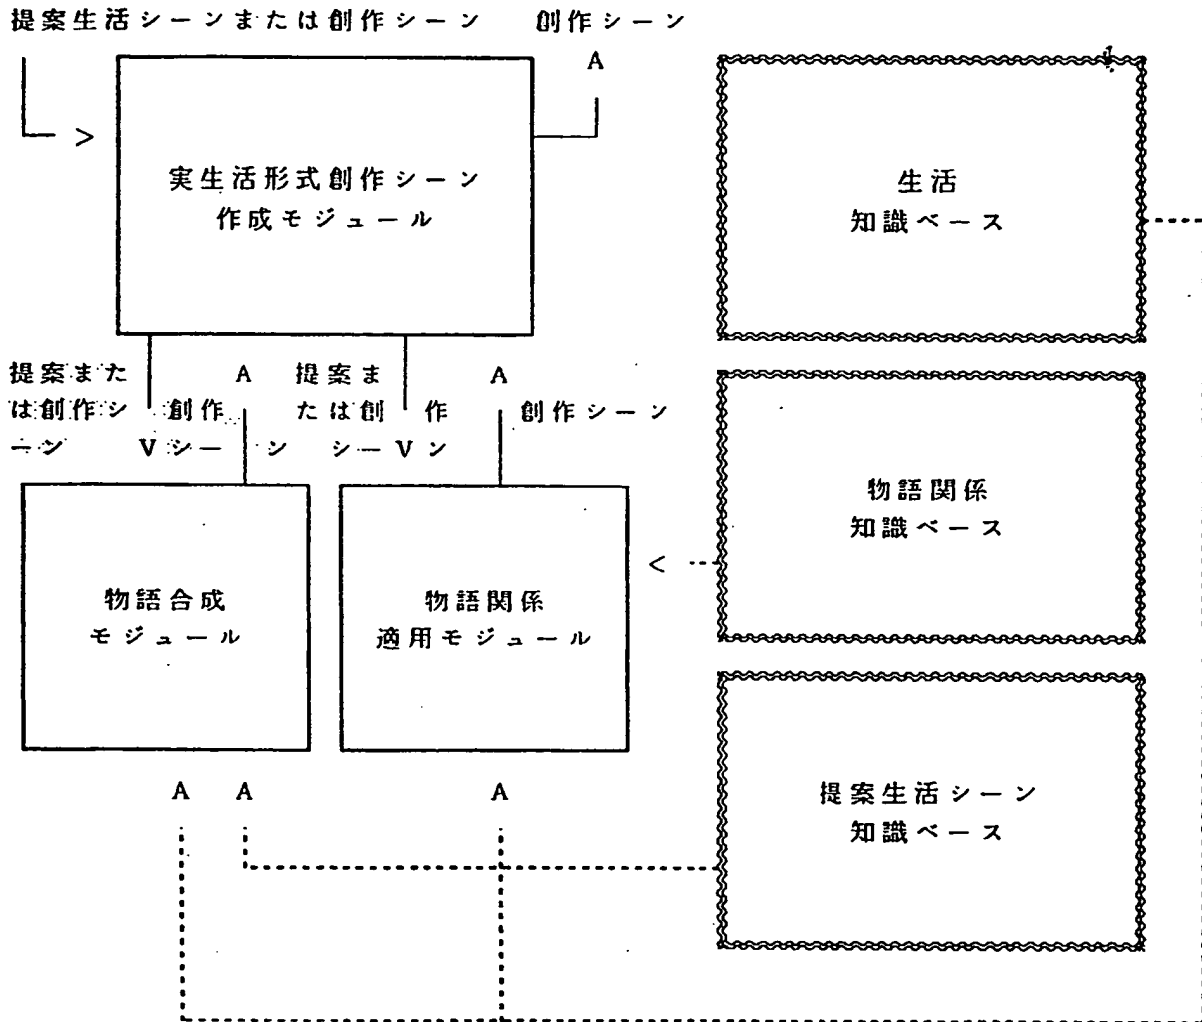 提案生活シーンまたは創作シーン
創作シーン
A
>
実生活形式創作シーン
作成モジュール
生活
知識ベース
提案また
は創作シ
ーン
V
A
創作
シーン
提案ま
たは創作
シーン
V
A
創作シーン
物語関係
知識ベース
<
物語合成
モジュール
物語関係
適用モジュール
A A
A
提案生活シーン
知識ベース